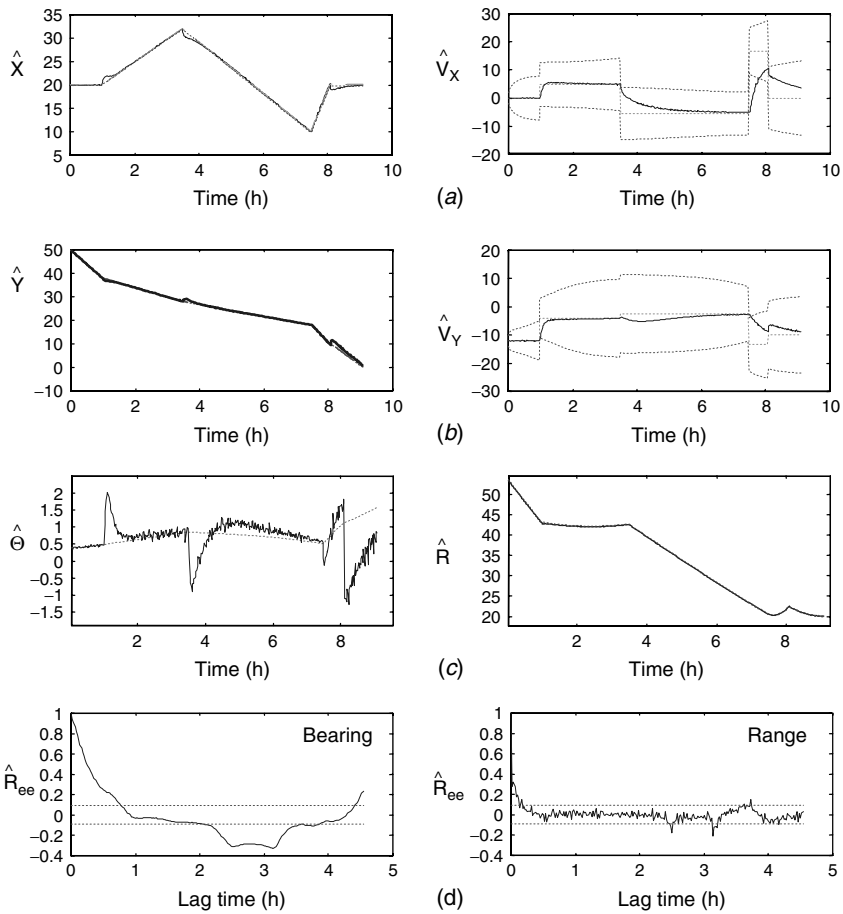 X̂
35
30
25
20
15
10
5
0 2 4 6 8 10
Time (h)
V̂X
30
20
10
0
−10
−20
0 2 4 6 8 10
Time (h)
(a)
Ŷ
50
40
30
20
10
0
−10
0 2 4 6 8 10
Time (h)
V̂Y
20
10
0
−10
−20
−30
0 2 4 6 8 10
Time (h)
(b)
Θ̂
2
1.5
1
0.5
0
−0.5
−1
−1.5
2 4 6 8
Time (h)
R̂
50
45
40
35
30
25
20
0 2 4 6 8
Time (h)
(c)
R̂ee
1
0.8
0.6
0.4
0.2
0
−0.2
−0.4
Bearing
0 1 2 3 4 5
Lag time (h)
R̂ee
1
0.8
0.6
0.4
0.2
0
−0.2
−0.4
Range
0 1 2 3 4 5
Lag time (h)
(d)